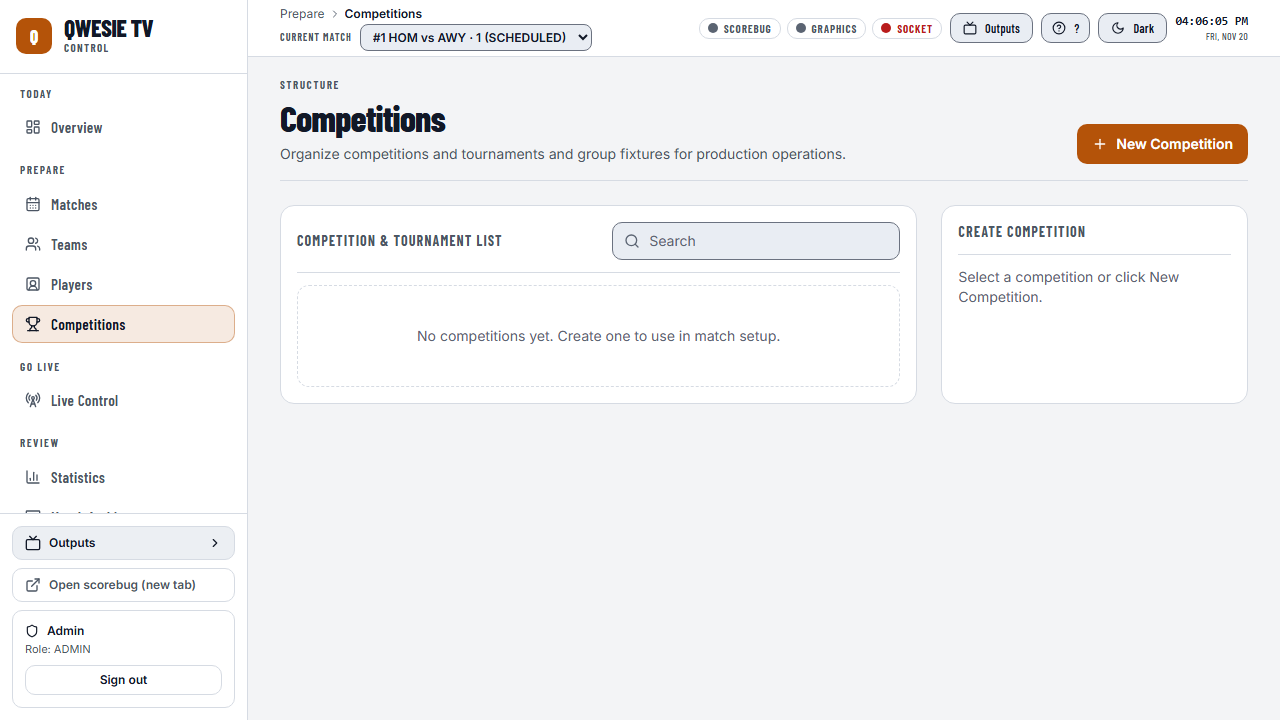 Q
QWESIE TV
CONTROL
TODAY
Overview
PREPARE
Matches
Teams
Players
Competitions
GO LIVE
Live Control
REVIEW
Statistics
Outputs
Open scorebug (new tab)
Admin
Role: ADMIN
Sign out
Prepare > Competitions
CURRENT MATCH #1 HOM vs AWY · 1 (SCHEDULED)
SCOREBUG
GRAPHICS
SOCKET
Outputs
?
Dark
04:06:05 PM
FRI, NOV 20
STRUCTURE
Competitions
Organize competitions and tournaments and group fixtures for production operations.
+ New Competition
COMPETITION & TOURNAMENT LIST
Search
No competitions yet. Create one to use in match setup.
CREATE COMPETITION
Select a competition or click New
Competition.